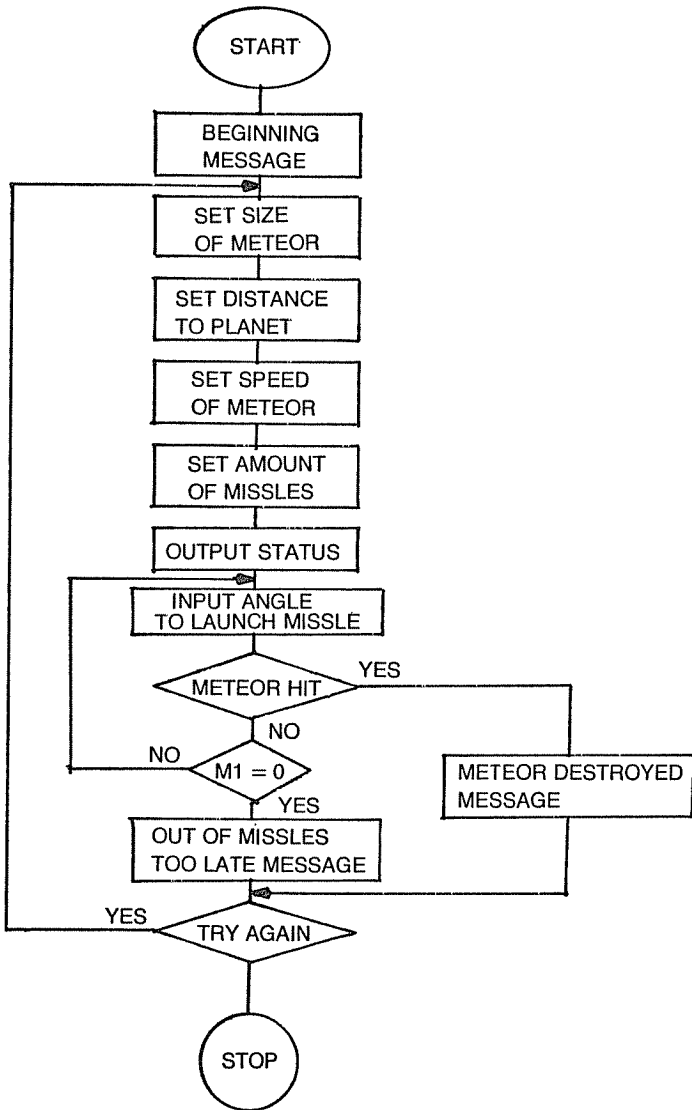 START
BEGINNING
MESSAGE
SET SIZE
OF METEOR
SET DISTANCE
TO PLANET
SET SPEED
OF METEOR
SET AMOUNT
OF MISSLES
OUTPUT STATUS
INPUT ANGLE
TO LAUNCH MISSLE
METEOR HIT
YES
NO
M1 = 0
NO
YES
METEOR DESTROYED
MESSAGE
OUT OF MISSLES
TOO LATE MESSAGE
TRY AGAIN
YES
STOP